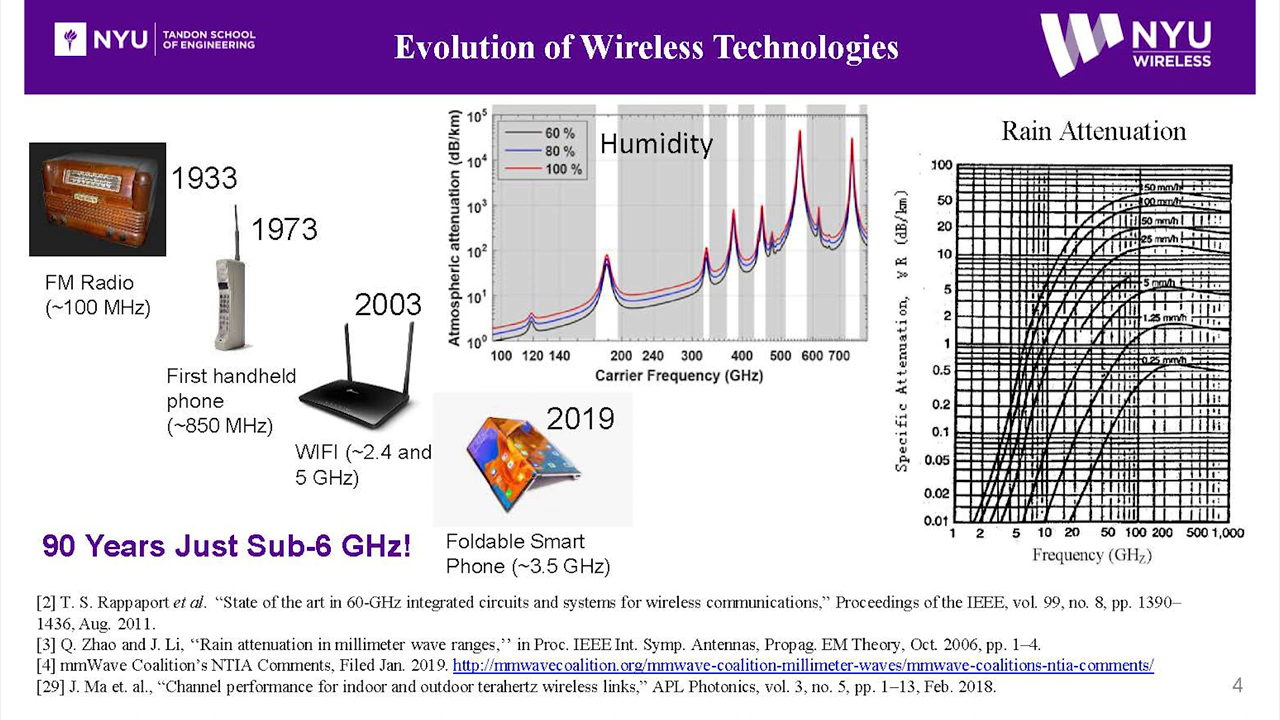 NYU
TANDON SCHOOL
OF ENGINEERING
Evolution of Wireless Technologies
NYU
WIRELESS
1933
FM Radio
(~100 MHz)
1973
First handheld
phone
(~850 MHz)
2003
WIFI (~2.4 and
5 GHz)
2019
Foldable Smart
Phone (~3.5 GHz)
90 Years Just Sub-6 GHz!
Humidity
60 %
80 %
100 %
Atmospheric attenuation (dB/km)
10⁵
10⁴
10³
10²
10¹
10⁰
100 120 140 200 240 300 400 500 600 700
Carrier Frequency (GHz)
Rain Attenuation
Specific Attenuation, γR (dB/km)
100
50
20
10
5
2
1
0.5
0.2
0.1
0.05
0.02
0.01
150 mm/h
100 mm/h
50 mm/h
25 mm/h
5 mm/h
1.25 mm/h
0.25 mm/h
1 2 5 10 20 50 100 200 500 1,000
Frequency (GHZ)
[2] T. S. Rappaport et al. “State of the art in 60-GHz integrated circuits and systems for wireless communications,” Proceedings of the IEEE, vol. 99, no. 8, pp. 1390–
1436, Aug. 2011.
[3] Q. Zhao and J. Li, ‘‘Rain attenuation in millimeter wave ranges,’’ in Proc. IEEE Int. Symp. Antennas, Propag. EM Theory, Oct. 2006, pp. 1–4.
[4] mmWave Coalition’s NTIA Comments, Filed Jan. 2019. http://mmwavecoalition.org/mmwave-coalition-millimeter-waves/mmwave-coalitions-ntia-comments/
[29] J. Ma et. al., “Channel performance for indoor and outdoor terahertz wireless links,” APL Photonics, vol. 3, no. 5, pp. 1–13, Feb. 2018.
4